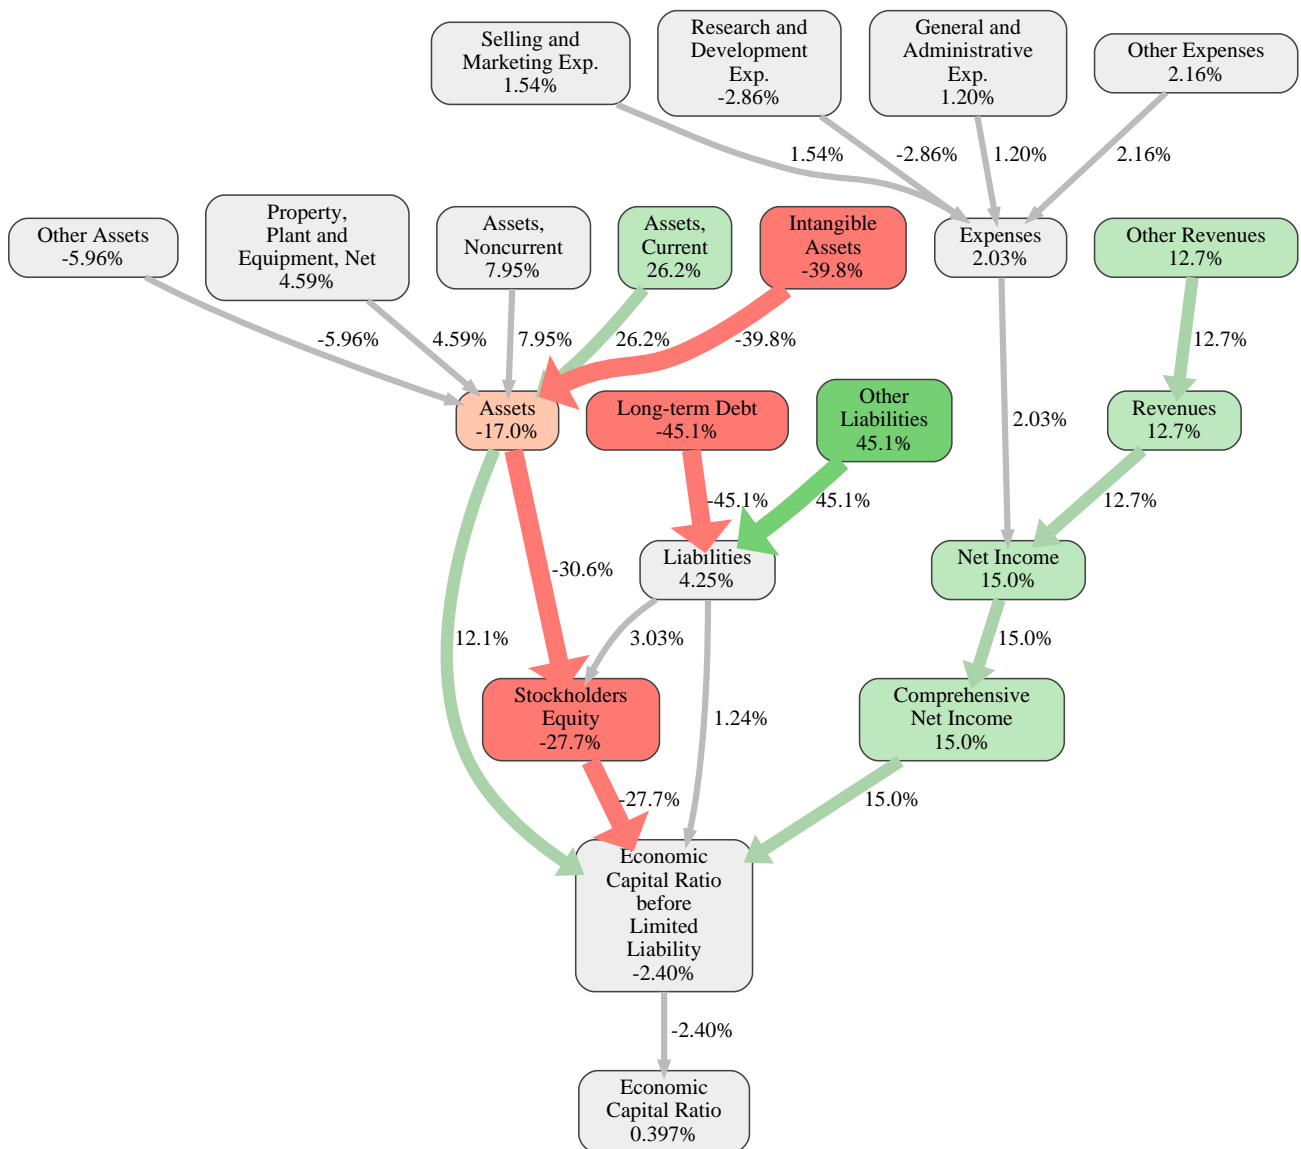 Selling and
Marketing Exp.
1.54%
Research and
Development
Exp.
-2.86%
General and
Administrative
Exp.
1.20%
Other Expenses
2.16%
1.54%
-2.86%
1.20%
2.16%
Other Assets
-5.96%
Property,
Plant and
Equipment, Net
4.59%
Assets,
Noncurrent
7.95%
Assets,
Current
26.2%
Intangible
Assets
-39.8%
Expenses
2.03%
Other Revenues
12.7%
-5.96%
4.59%
7.95%
26.2%
-39.8%
12.7%
Assets
-17.0%
Long-term Debt
-45.1%
Other
Liabilities
45.1%
2.03%
Revenues
12.7%
-45.1%
45.1%
12.7%
-30.6%
Liabilities
4.25%
Net Income
15.0%
12.1%
3.03%
15.0%
Stockholders
Equity
-27.7%
1.24%
Comprehensive
Net Income
15.0%
-27.7%
15.0%
Economic
Capital Ratio
before
Limited
Liability
-2.40%
-2.40%
Economic
Capital Ratio
0.397%